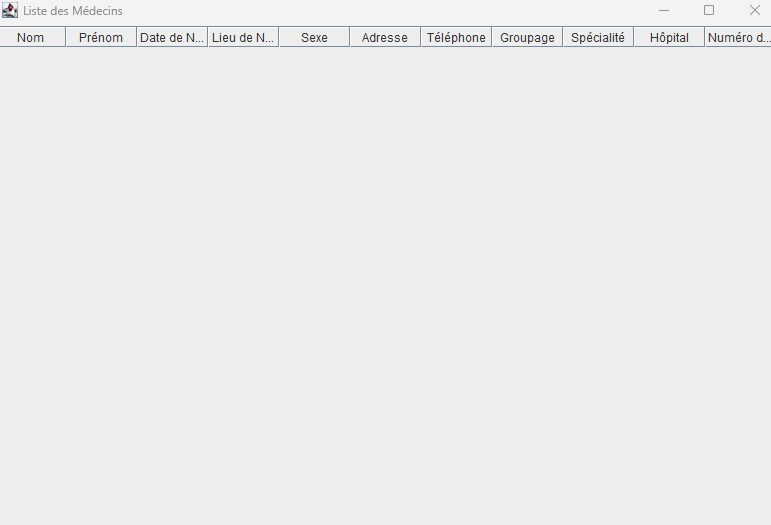 Liste des Médecins
Nom Prénom Date de N... Lieu de N... Sexe Adresse Téléphone Groupage Spécialité Hôpital Numéro d...